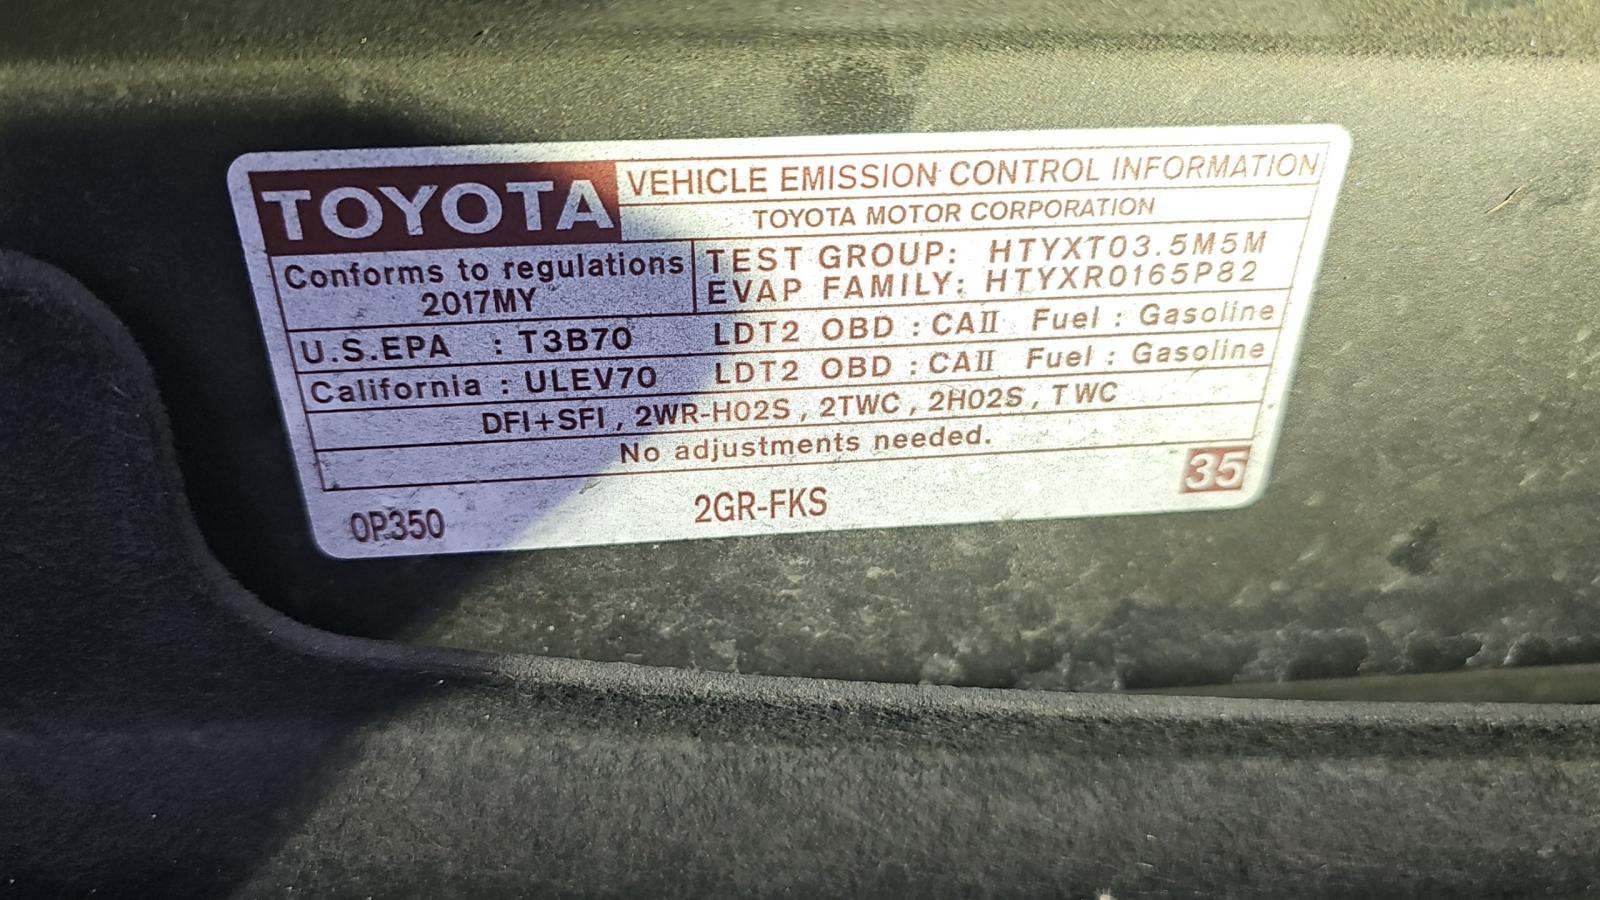 TOYOTA VEHICLE EMISSION CONTROL INFORMATION
TOYOTA MOTOR CORPORATION
Conforms to regulations
2017MY
TEST GROUP: HTYXT03.5M5M
EVAP FAMILY: HTYXR0165P82
U.S.EPA : T3B70 LDT2 OBD : CAII Fuel : Gasoline
California : ULEV70 LDT2 OBD : CAII Fuel : Gasoline
DFI+SFI , 2WR-HO2S , 2TWC , 2HO2S , TWC
No adjustments needed.
0P350 2GR-FKS 35